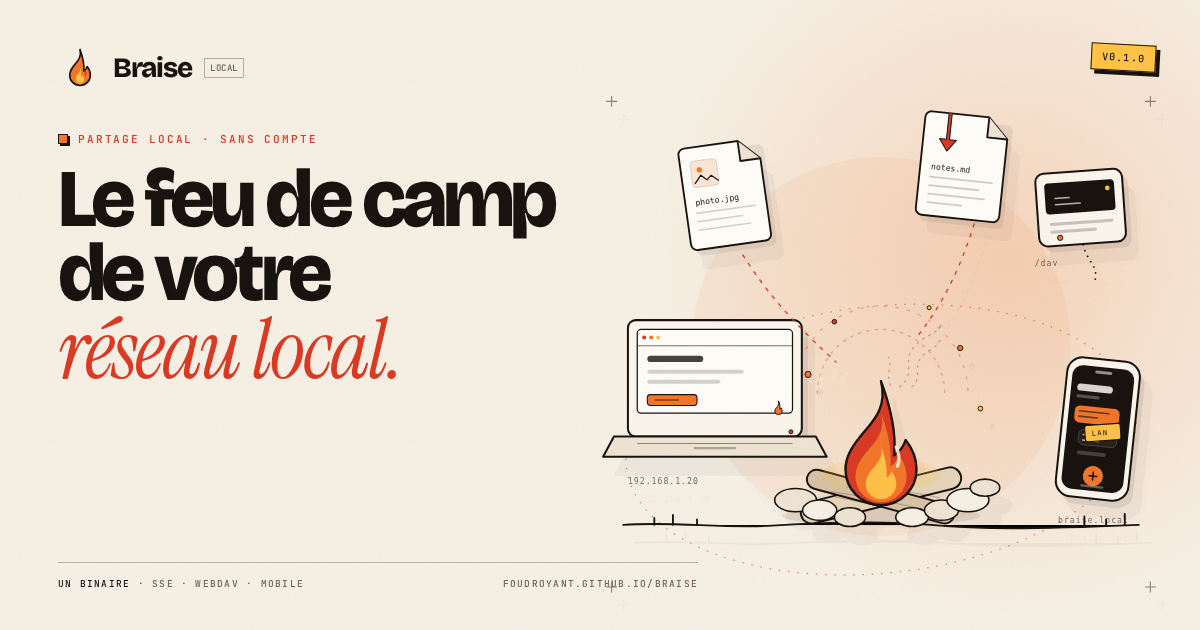 Braise
LOCAL
V0.1.0
PARTAGE LOCAL · SANS COMPTE
Le feu de camp
de votre
réseau local.
photo.jpg
notes.md
/dav
LAN
192.168.1.20
braise.local
UN BINAIRE · SSE · WEBDAV · MOBILE
FOUDROYANT.GITHUB.IO/BRAISE